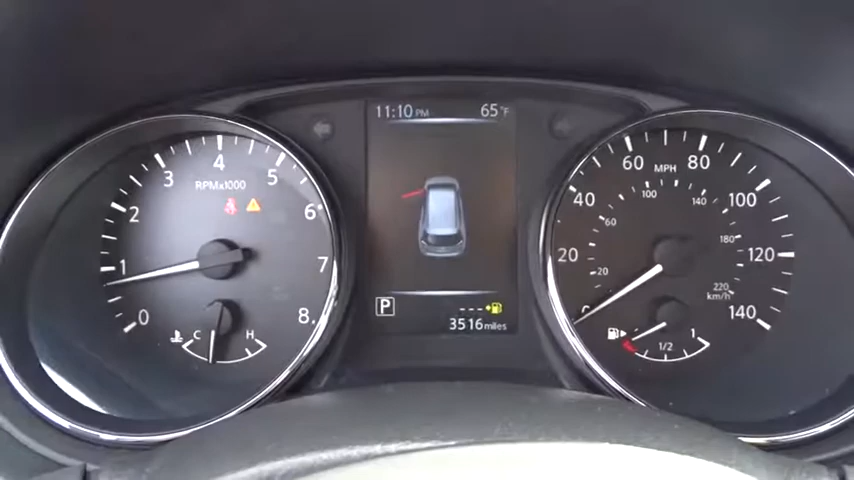 11:10 PM 65°F
0 1 2 3 4 5 6 7 8
RPMx1000
C H
P
3516 miles
0 20 40 60 80 100 120 140
MPH
20 60 100 140 180 220
km/h
1/2 1